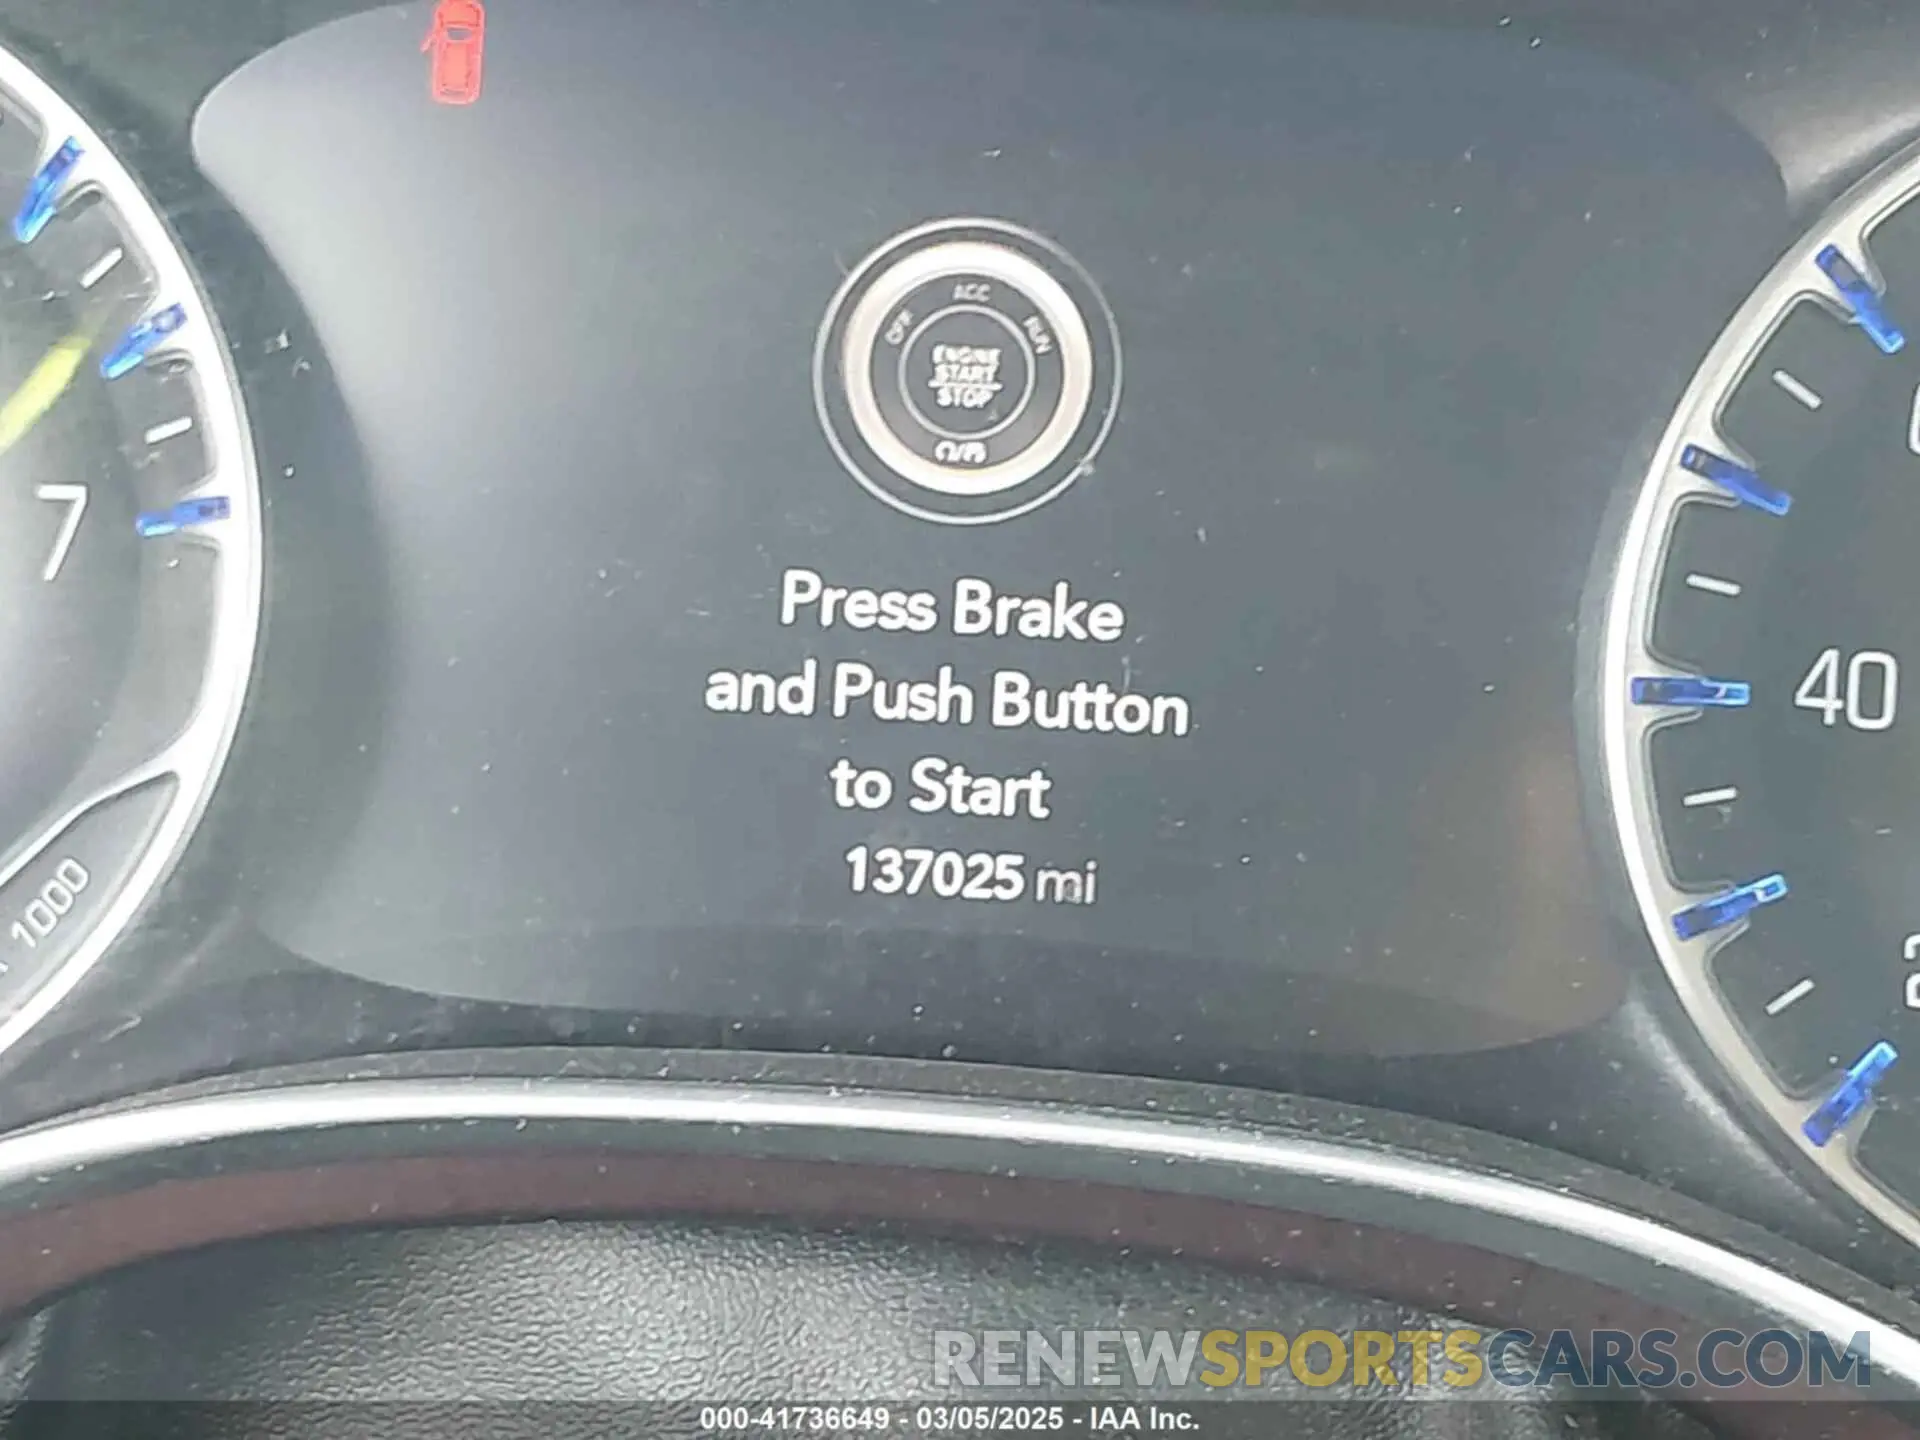 ACC
OFF
RUN
ENGINE
START
STOP
7
40
1000
Press Brake
and Push Button
to Start
137025 mi
RENEWSPORTSCARS.COM
000-41736649 - 03/05/2025 - IAA Inc.